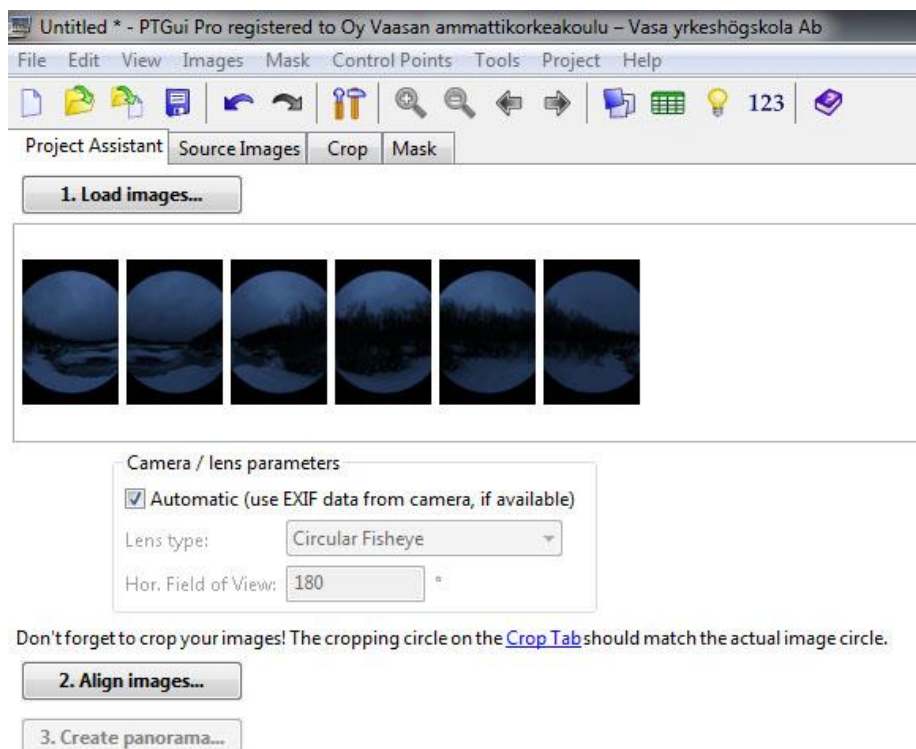 Untitled * - PTGui Pro registered to Oy Vaasan ammattikorkeakoulu – Vasa yrkeshögskola Ab
File Edit View Images Mask Control Points Tools Project Help
123
Project Assistant Source Images Crop Mask
1. Load images...
Camera / lens parameters
Automatic (use EXIF data from camera, if available)
Lens type: Circular Fisheye
Hor. Field of View: 180 °
Don't forget to crop your images! The cropping circle on the Crop Tab should match the actual image circle.
2. Align images...
3. Create panorama...